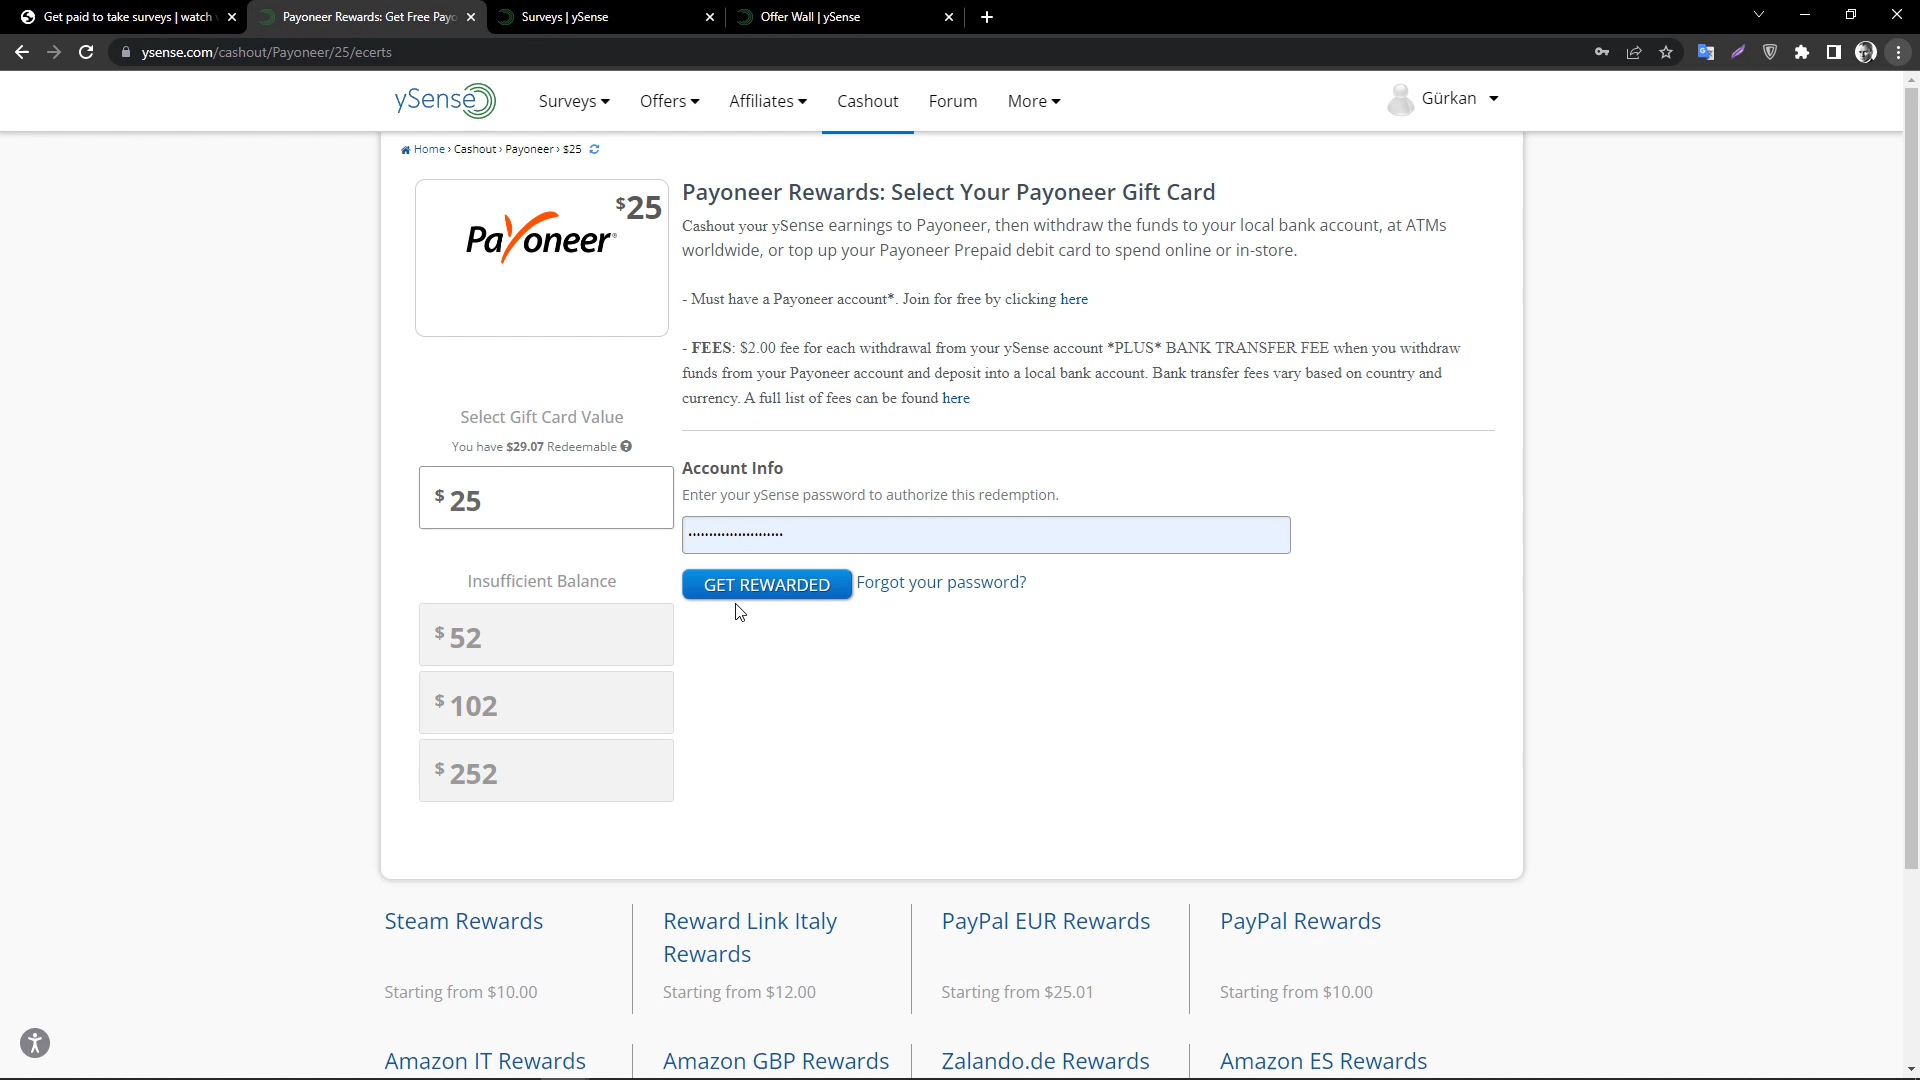 Get paid to take surveys | watch
Payoneer Rewards: Get Free Payo
Surveys | ySense
Offer Wall | ySense
ysense.com/cashout/Payoneer/25/ecerts
ySense
Surveys
Offers
Affiliates
Cashout
Forum
More
Gürkan
Home › Cashout › Payoneer › $25
$25
Payoneer
Payoneer Rewards: Select Your Payoneer Gift Card
Cashout your ySense earnings to Payoneer, then withdraw the funds to your local bank account, at ATMs
worldwide, or top up your Payoneer Prepaid debit card to spend online or in-store.
- Must have a Payoneer account*. Join for free by clicking here
- FEES: $2.00 fee for each withdrawal from your ySense account *PLUS* BANK TRANSFER FEE when you withdraw
funds from your Payoneer account and deposit into a local bank account. Bank transfer fees vary based on country and
currency. A full list of fees can be found here
Select Gift Card Value
You have $29.07 Redeemable
$ 25
Account Info
Enter your ySense password to authorize this redemption.
GET REWARDED
Forgot your password?
Insufficient Balance
$ 52
$ 102
$ 252
Steam Rewards
Starting from $10.00
Reward Link Italy
Rewards
Starting from $12.00
PayPal EUR Rewards
Starting from $25.01
PayPal Rewards
Starting from $10.00
Amazon IT Rewards
Amazon GBP Rewards
Zalando.de Rewards
Amazon ES Rewards